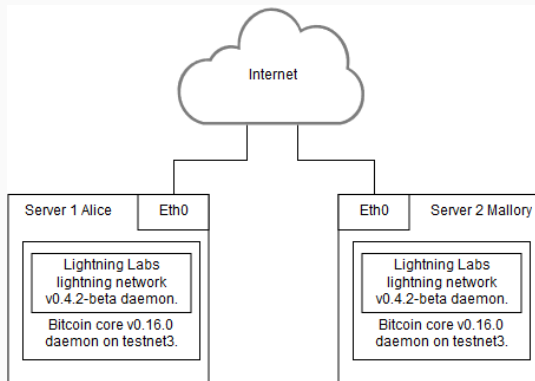 Internet
Server 1 Alice
Eth0
Eth0
Server 2 Mallory
Lightning Labs
lightning network
v0.4.2-beta daemon.
Bitcoin core v0.16.0
daemon on testnet3.
Lightning Labs
lightning network
v0.4.2-beta daemon.
Bitcoin core v0.16.0
daemon on testnet3.